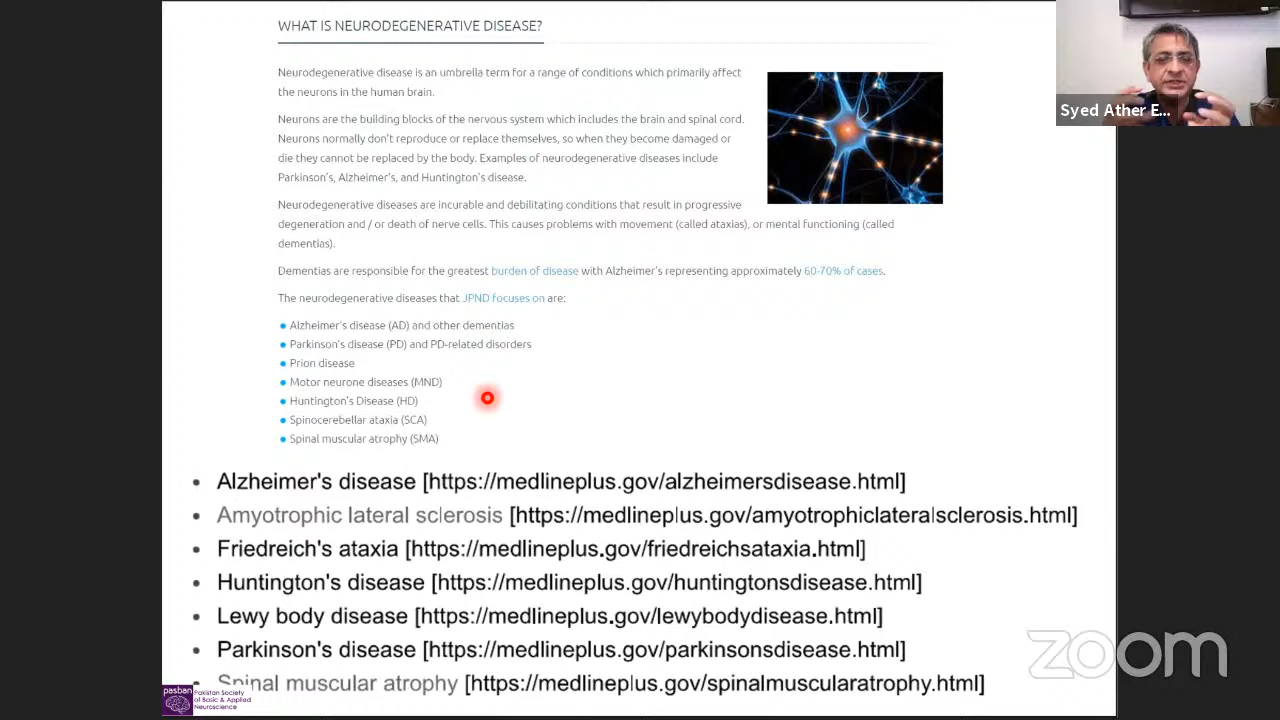 WHAT IS NEURODEGENERATIVE DISEASE?
Neurodegenerative disease is an umbrella term for a range of conditions which primarily affect
the neurons in the human brain.
Neurons are the building blocks of the nervous system which includes the brain and spinal cord.
Neurons normally don't reproduce or replace themselves, so when they become damaged or
die they cannot be replaced by the body. Examples of neurodegenerative diseases include
Parkinson's, Alzheimer's, and Huntington's disease.
Neurodegenerative diseases are incurable and debilitating conditions that result in progressive
degeneration and / or death of nerve cells. This causes problems with movement (called ataxias), or mental functioning (called
dementias).
Dementias are responsible for the greatest burden of disease with Alzheimer's representing approximately 60-70% of cases.
The neurodegenerative diseases that JPND focuses on are:
Alzheimer's disease (AD) and other dementias
Parkinson's disease (PD) and PD-related disorders
Prion disease
Motor neurone diseases (MND)
Huntington's Disease (HD)
Spinocerebellar ataxia (SCA)
Spinal muscular atrophy (SMA)
• Alzheimer's disease [https://medlineplus.gov/alzheimersdisease.html]
• Amyotrophic lateral sclerosis [https://medlineplus.gov/amyotrophiclateralsclerosis.html]
• Friedreich's ataxia [https://medlineplus.gov/friedreichsataxia.html]
• Huntington's disease [https://medlineplus.gov/huntingtonsdisease.html]
• Lewy body disease [https://medlineplus.gov/lewybodydisease.html]
• Parkinson's disease [https://medlineplus.gov/parkinsonsdisease.html]
• Spinal muscular atrophy [https://medlineplus.gov/spinalmuscularatrophy.html]
Syed Ather E...
zoom
pasban
Pakistan Society
of Basic & Applied
Neuroscience